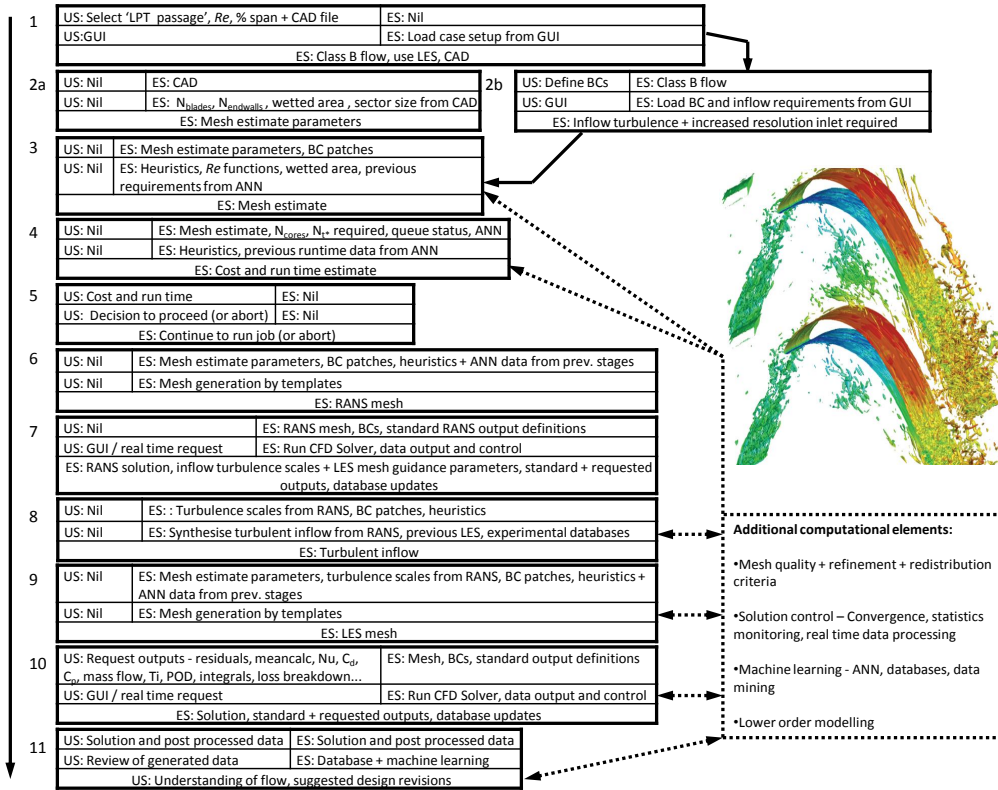 1
US: Select ‘LPT passage’, Re, % span + CAD file
ES: Nil
US:GUI
ES: Load case setup from GUI
ES: Class B flow, use LES, CAD
2a
US: Nil
ES: CAD
US: Nil
ES: Nblades, Nendwalls, wetted area , sector size from CAD
ES: Mesh estimate parameters
2b
US: Define BCs
ES: Class B flow
US: GUI
ES: Load BC and inflow requirements from GUI
ES: Inflow turbulence + increased resolution inlet required
3
US: Nil
ES: Mesh estimate parameters, BC patches
US: Nil
ES: Heuristics, Re functions, wetted area, previous
requirements from ANN
ES: Mesh estimate
4
US: Nil
ES: Mesh estimate, Ncores, Nt* required, queue status, ANN
US: Nil
ES: Heuristics, previous runtime data from ANN
ES: Cost and run time estimate
5
US: Cost and run time
ES: Nil
US: Decision to proceed (or abort)
ES: Nil
ES: Continue to run job (or abort)
6
US: Nil
ES: Mesh estimate parameters, BC patches, heuristics + ANN data from prev. stages
US: Nil
ES: Mesh generation by templates
ES: RANS mesh
7
US: Nil
ES: RANS mesh, BCs, standard RANS output definitions
US: GUI / real time request
ES: Run CFD Solver, data output and control
ES: RANS solution, inflow turbulence scales + LES mesh guidance parameters, standard + requested
outputs, database updates
8
US: Nil
ES: : Turbulence scales from RANS, BC patches, heuristics
US: Nil
ES: Synthesise turbulent inflow from RANS, previous LES, experimental databases
ES: Turbulent inflow
9
US: Nil
ES: Mesh estimate parameters, turbulence scales from RANS, BC patches, heuristics +
ANN data from prev. stages
US: Nil
ES: Mesh generation by templates
ES: LES mesh
10
US: Request outputs - residuals, meancalc, Nu, Cd,
Cp, mass flow, Ti, POD, integrals, loss breakdown...
ES: Mesh, BCs, standard output definitions
US: GUI / real time request
ES: Run CFD Solver, data output and control
ES: Solution, standard + requested outputs, database updates
11
US: Solution and post processed data
ES: Solution and post processed data
US: Review of generated data
ES: Database + machine learning
US: Understanding of flow, suggested design revisions
Additional computational elements:
•Mesh quality + refinement + redistribution
criteria
•Solution control – Convergence, statistics
monitoring, real time data processing
•Machine learning - ANN, databases, data
mining
•Lower order modelling